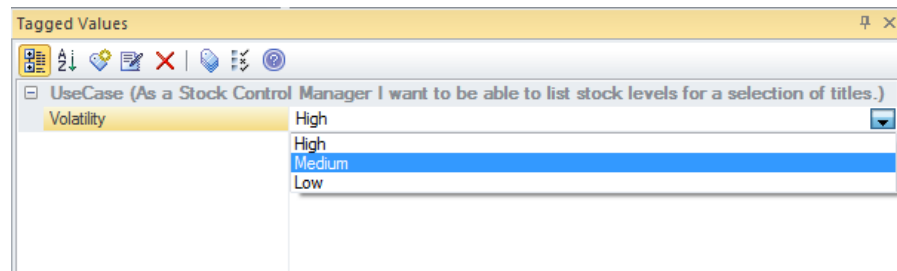 Tagged Values
UseCase (As a Stock Control Manager I want to be able to list stock levels for a selection of titles.)
Volatility High
High
Medium
Low